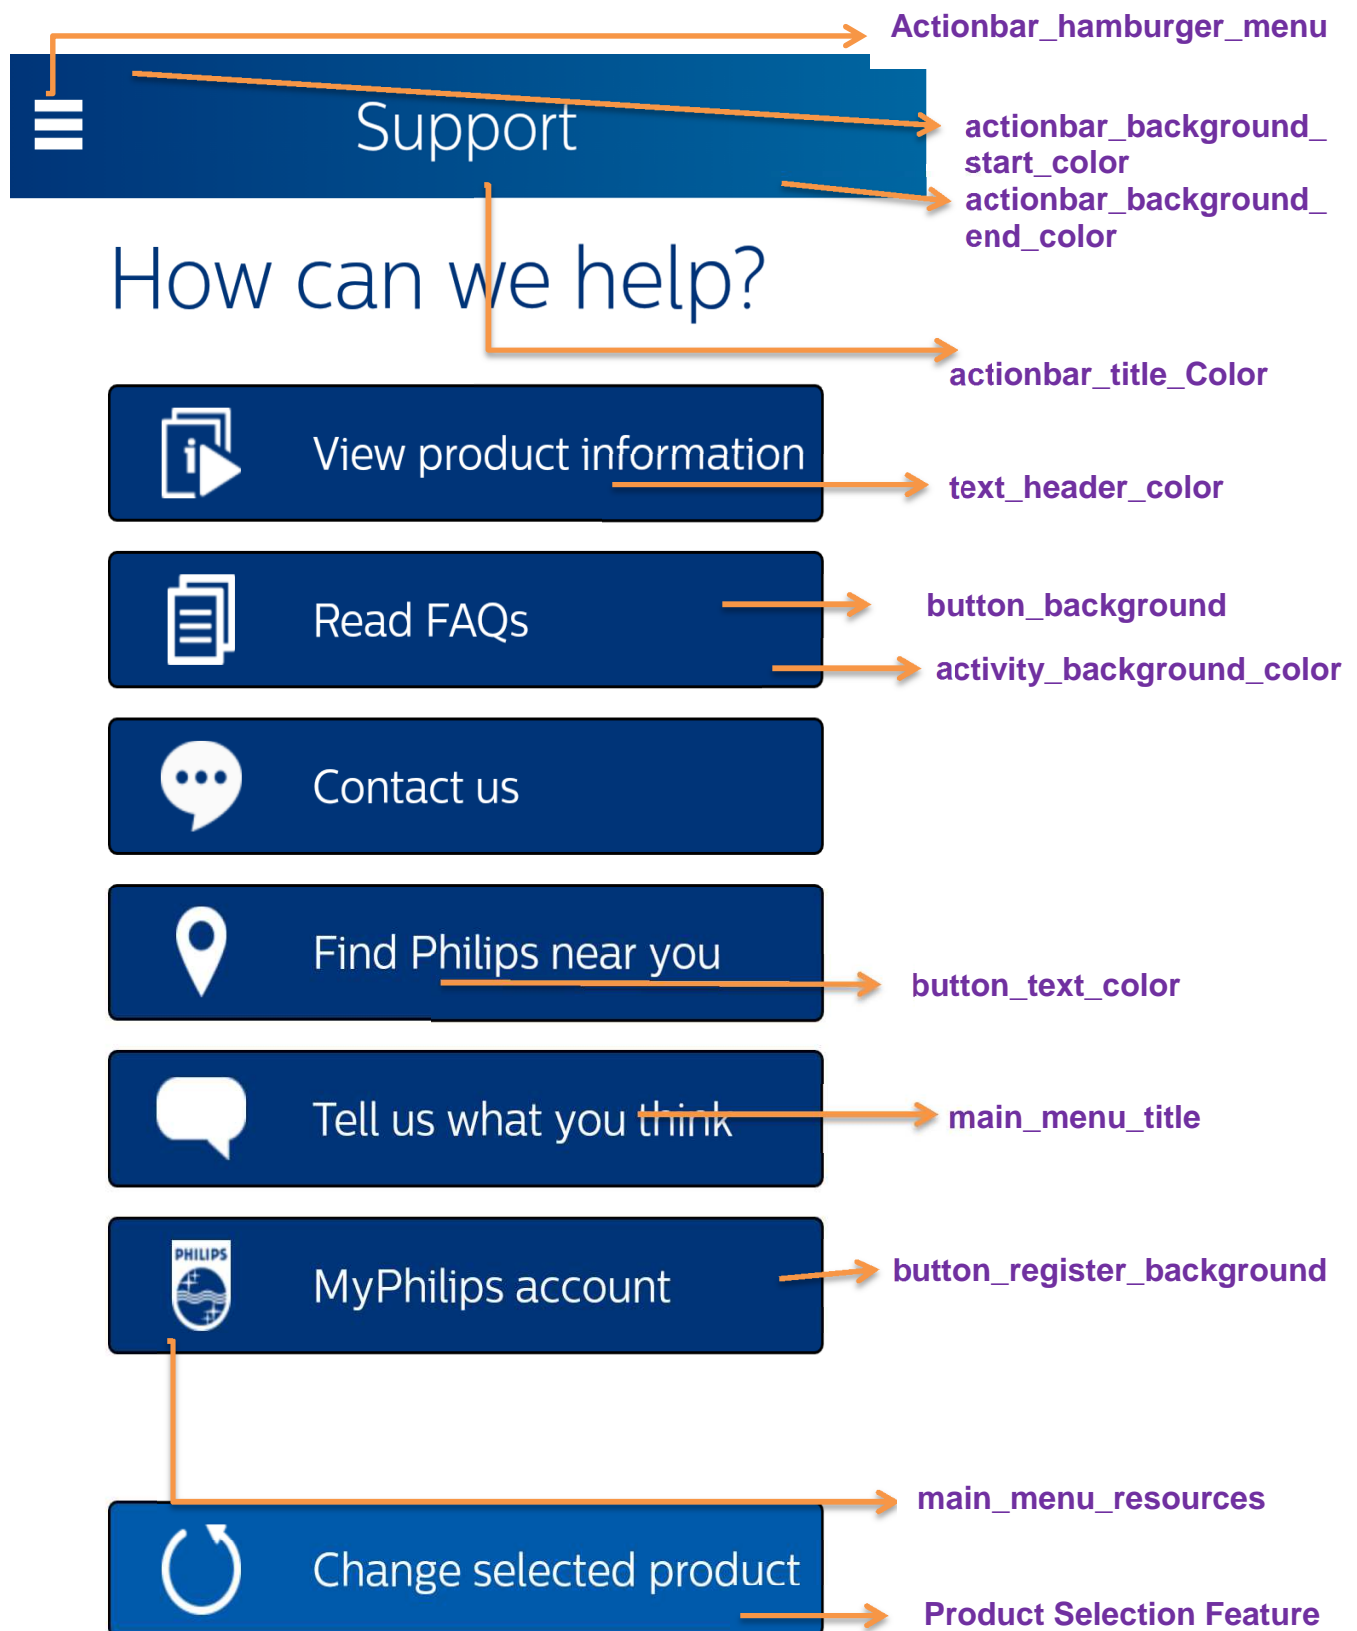 Actionbar_hamburger_menu
Support
actionbar_background_
start_color
actionbar_background_
end_color
How can we help?
actionbar_title_Color
View product information
text_header_color
Read FAQs
button_background
activity_background_color
Contact us
Find Philips near you
button_text_color
Tell us what you think
main_menu_title
PHILIPS
MyPhilips account
button_register_background
main_menu_resources
Change selected product
Product Selection Feature